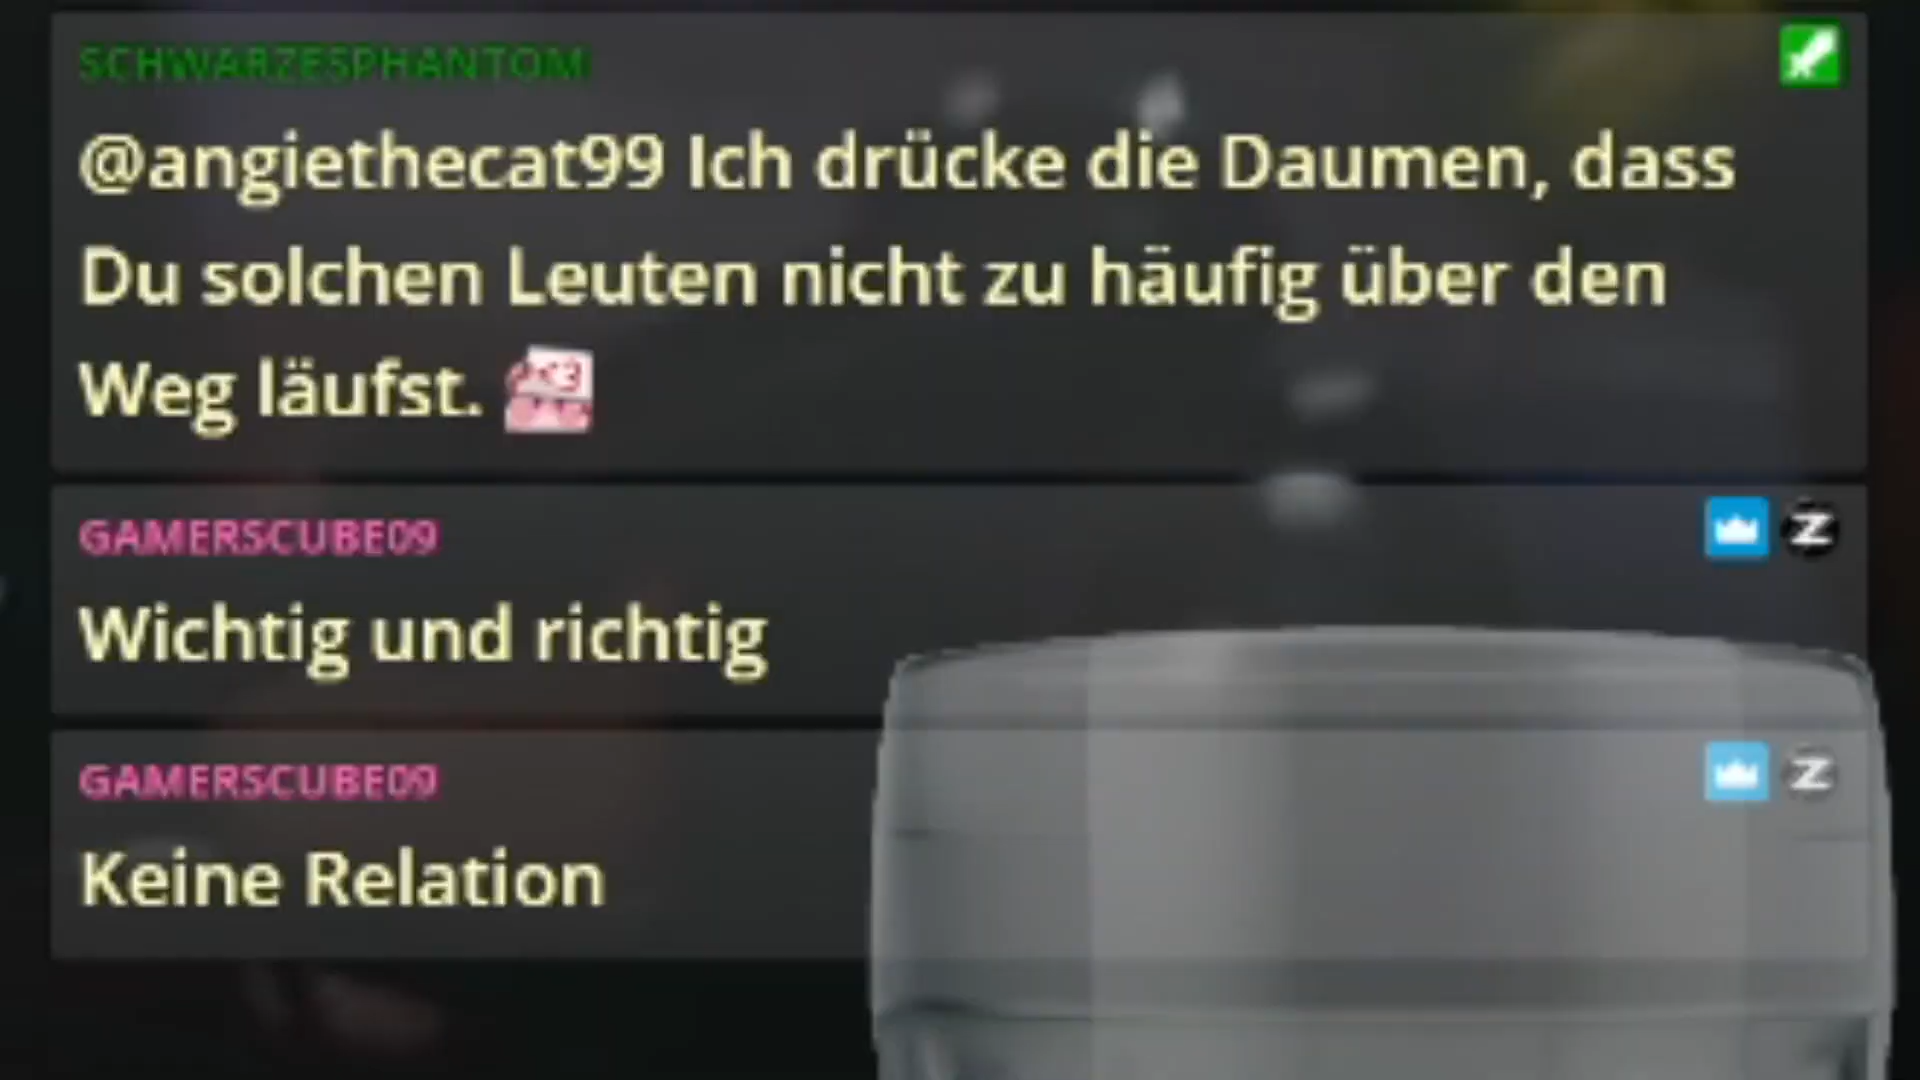 SCHWARZESPHANTOM
@angiethecat99 Ich drücke die Daumen, dass
Du solchen Leuten nicht zu häufig über den
Weg läufst.
GAMERSCUBE09
Wichtig und richtig
GAMERSCUBE09
Keine Relation